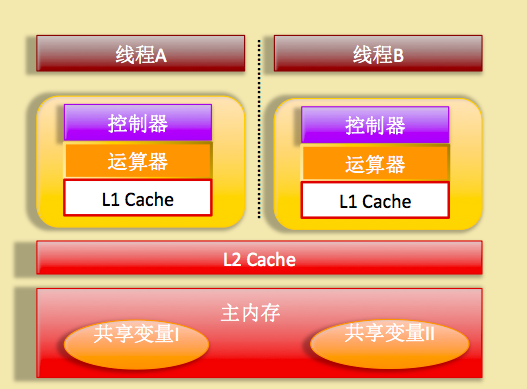 线程A
线程B
控制器
运算器
L1 Cache
控制器
运算器
L1 Cache
L2 Cache
主内存
共享变量I
共享变量II